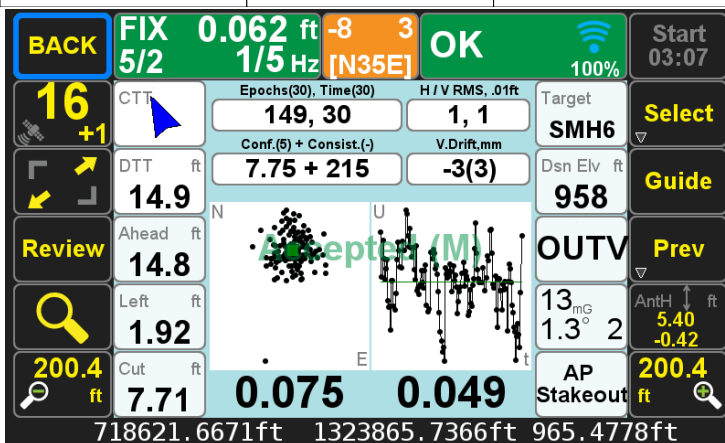 BACK
FIX 0.062 ft
5/2 1/5 Hz
-8 3
[N35E]
OK
100%
Start
03:07
16
+1
CTT
Epochs(30), Time(30)
149, 30
H / V RMS, .01ft
1, 1
Target
SMH6
Select
Conf.(5) + Consist.(-)
7.75 + 215
V.Drift,mm
-3(3)
DTT ft
14.9
Dsn Elv ft
958
Guide
Review
Ahead ft
14.8
N
U
Accepted (M)
E
t
OUTV
Prev
Left ft
1.92
13mG
1.3° 2
AntH ft
5.40
-0.42
200.4
ft
Cut ft
7.71
0.075
0.049
AP
Stakeout
200.4
ft
718621.6671ft 1323865.7366ft 965.4778ft